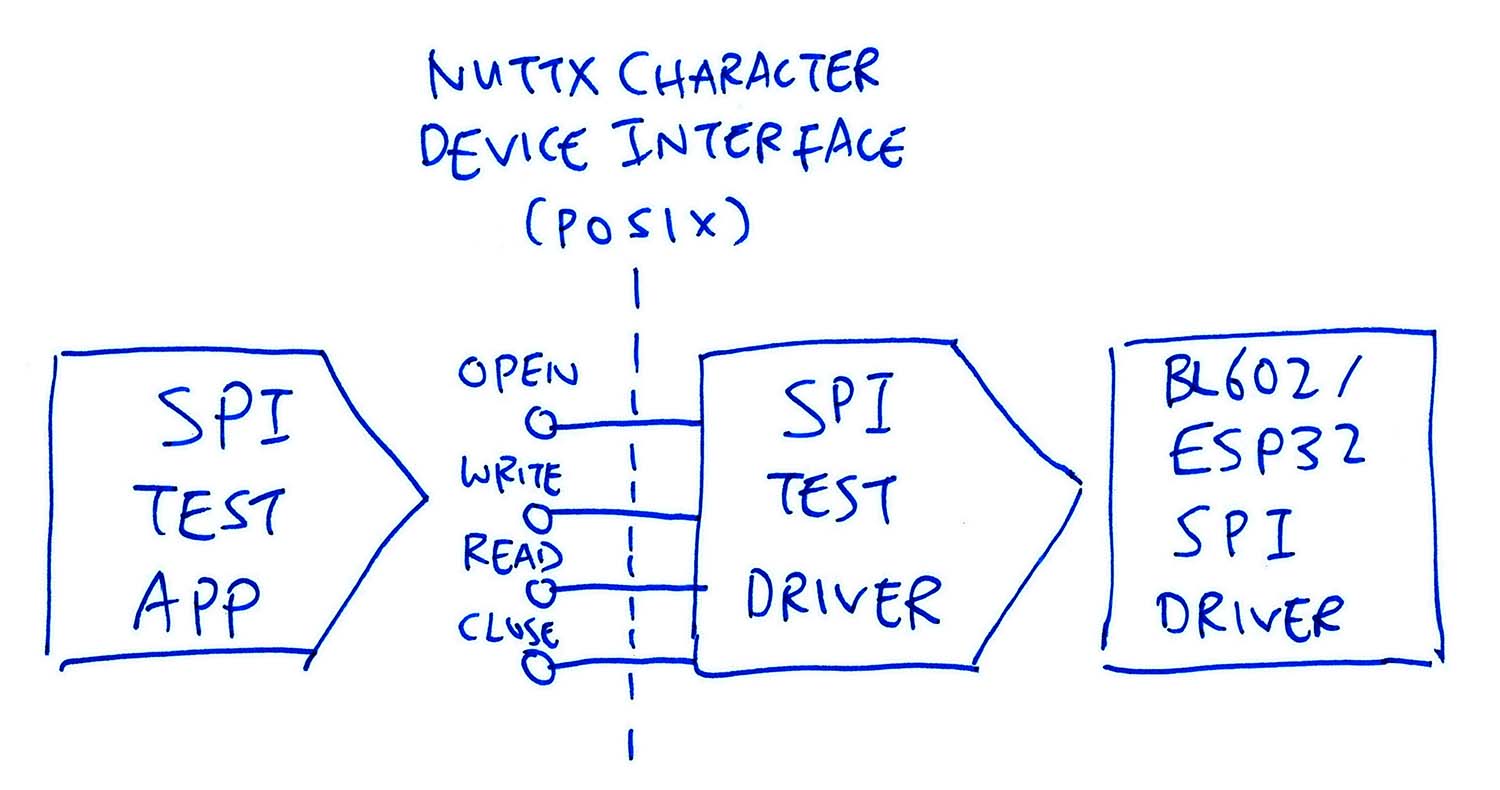 NUTTX CHARACTER
DEVICE INTERFACE
(POSIX)
SPI
TEST
APP
OPEN
WRITE
READ
CLOSE
SPI
TEST
DRIVER
BL602/
ESP32
SPI
DRIVER